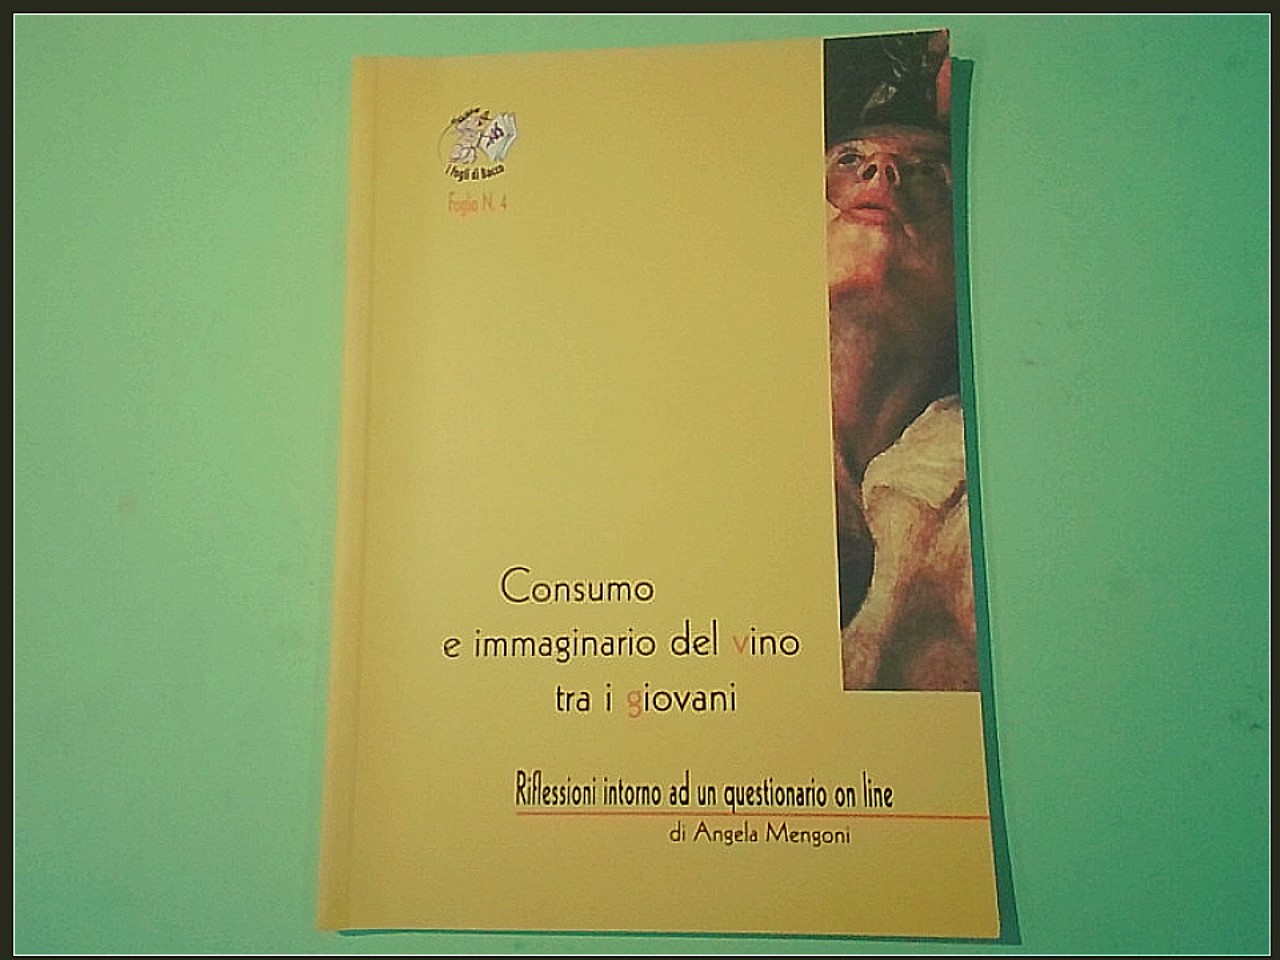 i Fogli di Bacco
Foglio N. 4
Consumo
e immaginario del vino
tra i giovani
Riflessioni intorno ad un questionario on line
di Angela Mengoni